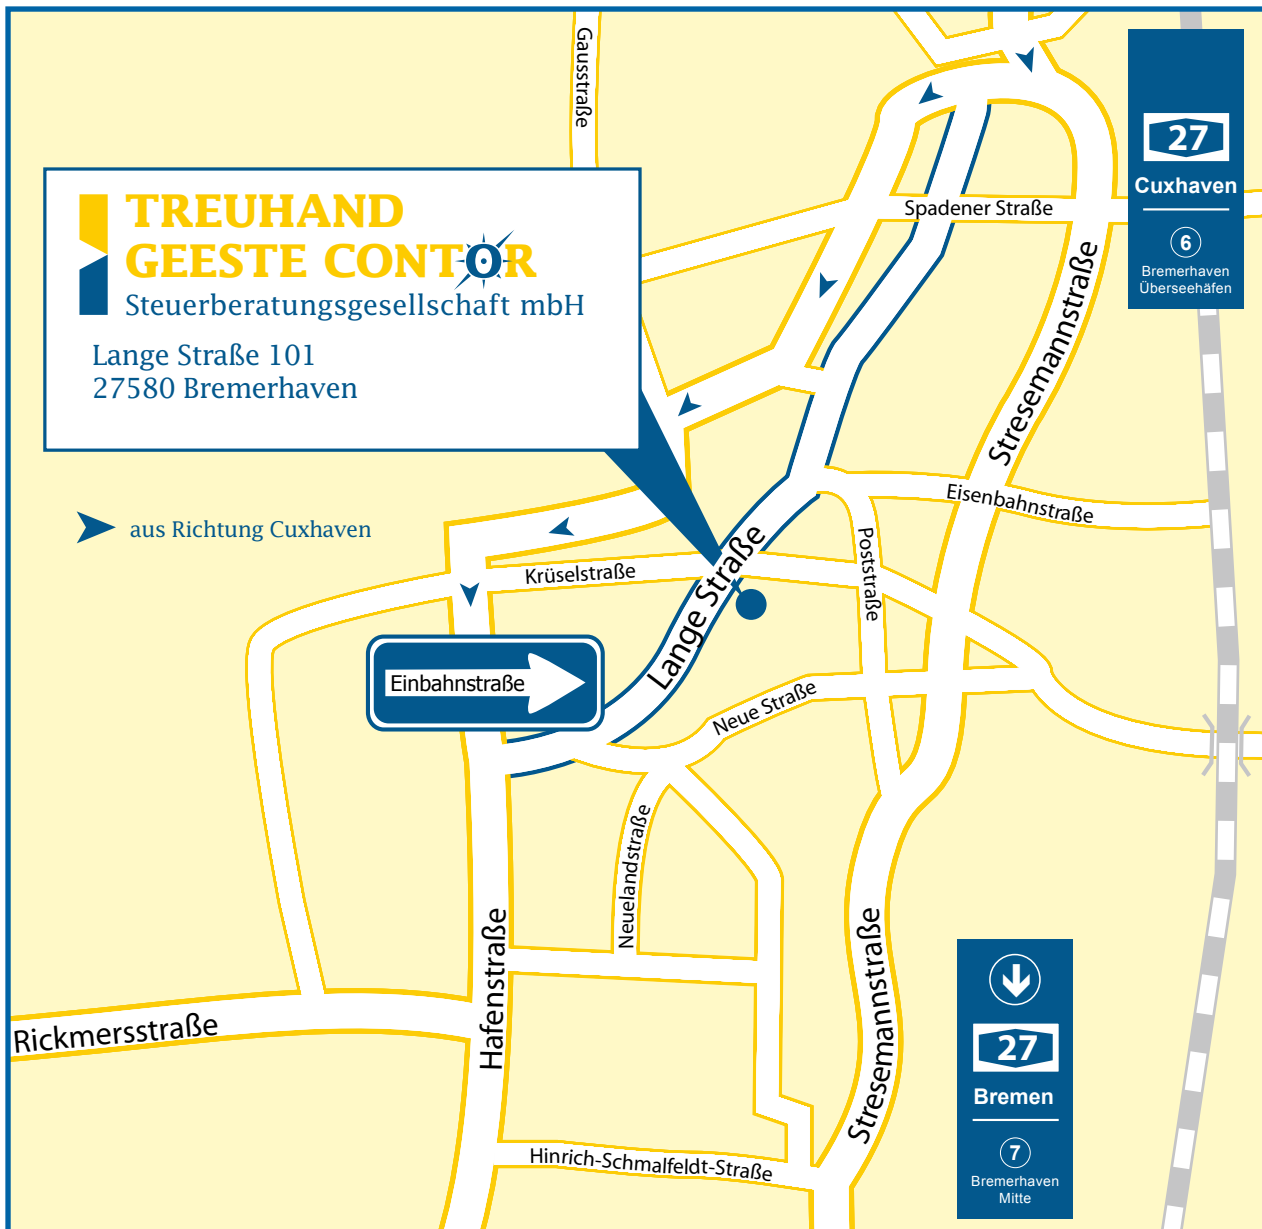 Gausstraße
27
Cuxhaven
6
Bremerhaven
Überseehäfen
TREUHAND
GEESTE CONTOR
Steuerberatungsgesellschaft mbH
Lange Straße 101
27580 Bremerhaven
Spadener Straße
Stresemannstraße
aus Richtung Cuxhaven
Eisenbahnstraße
Krüselstraße
Lange Straße
Poststraße
Einbahnstraße
Neue Straße
Neuelandstraße
Hafenstraße
Rickmersstraße
Stresemannstraße
27
Bremen
7
Bremerhaven
Mitte
Hinrich-Schmalfeldt-Straße